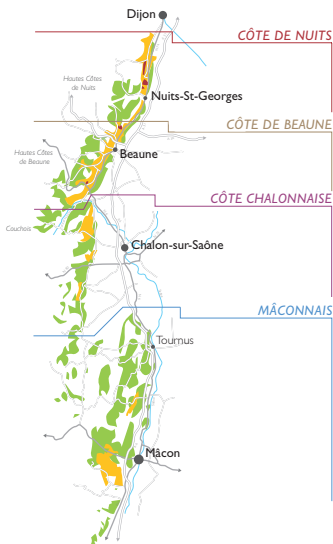 Dijon
CÔTE DE NUITS
Hautes Côtes
de Nuits
Nuits-St-Georges
CÔTE DE BEAUNE
Hautes Côtes
de Beaune
Beaune
CÔTE CHALONNAISE
Couchois
Chalon-sur-Saône
MÂCONNAIS
Tournus
Mâcon